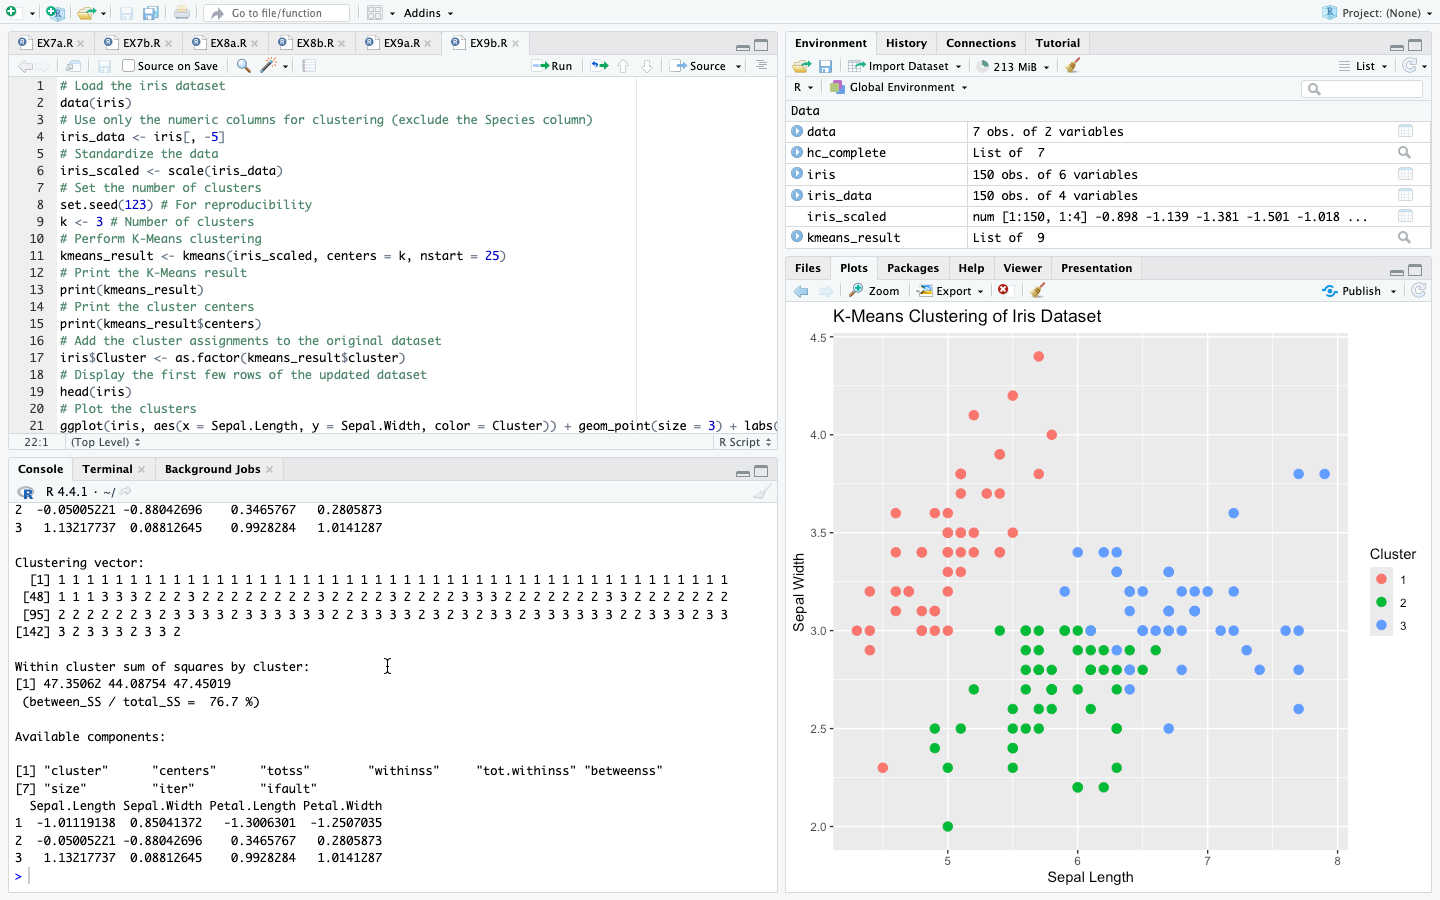 Go to file/function
Addins
Project: (None)
EX7a.R
EX7b.R
EX8a.R
EX8b.R
EX9a.R
EX9b.R
Source on Save
Run
Source
1 # Load the iris dataset
2 data(iris)
3 # Use only the numeric columns for clustering (exclude the Species column)
4 iris_data <- iris[, -5]
5 # Standardize the data
6 iris_scaled <- scale(iris_data)
7 # Set the number of clusters
8 set.seed(123) # For reproducibility
9 k <- 3 # Number of clusters
10 # Perform K-Means clustering
11 kmeans_result <- kmeans(iris_scaled, centers = k, nstart = 25)
12 # Print the K-Means result
13 print(kmeans_result)
14 # Print the cluster centers
15 print(kmeans_result$centers)
16 # Add the cluster assignments to the original dataset
17 iris$Cluster <- as.factor(kmeans_result$cluster)
18 # Display the first few rows of the updated dataset
19 head(iris)
20 # Plot the clusters
21 ggplot(iris, aes(x = Sepal.Length, y = Sepal.Width, color = Cluster)) + geom_point(size = 3) + labs(
22:1 (Top Level) R Script
Console Terminal Background Jobs
R 4.4.1 · ~/
2 -0.05005221 -0.88042696 0.3465767 0.2805873
3 1.13217737 0.08812645 0.9928284 1.0141287
Clustering vector:
[1] 1 1 1 1 1 1 1 1 1 1 1 1 1 1 1 1 1 1 1 1 1 1 1 1 1 1 1 1 1 1 1 1 1 1 1 1 1 1 1 1 1 1 1 1 1 1 1
[48] 1 1 1 3 3 3 2 2 2 3 2 2 2 2 2 2 2 2 3 2 2 2 2 3 2 2 2 2 3 3 3 2 2 2 2 2 2 2 3 3 2 2 2 2 2 2 2
[95] 2 2 2 2 2 2 3 2 3 3 3 3 2 3 3 3 3 3 3 2 2 3 3 3 3 2 3 2 3 2 3 3 2 3 3 3 3 3 3 2 2 3 3 3 2 3 3
[142] 3 2 3 3 3 2 3 3 2
Within cluster sum of squares by cluster:
[1] 47.35062 44.08754 47.45019
(between_SS / total_SS = 76.7 %)
Available components:
[1] "cluster" "centers" "totss" "withinss" "tot.withinss" "betweenss"
[7] "size" "iter" "ifault"
Sepal.Length Sepal.Width Petal.Length Petal.Width
1 -1.01119138 0.85041372 -1.3006301 -1.2507035
2 -0.05005221 -0.88042696 0.3465767 0.2805873
3 1.13217737 0.08812645 0.9928284 1.0141287
>
Environment History Connections Tutorial
Import Dataset 213 MiB List
R Global Environment
Data
data 7 obs. of 2 variables
hc_complete List of 7
iris 150 obs. of 6 variables
iris_data 150 obs. of 4 variables
iris_scaled num [1:150, 1:4] -0.898 -1.139 -1.381 -1.501 -1.018 ...
kmeans_result List of 9
Files Plots Packages Help Viewer Presentation
Zoom Export Publish
K-Means Clustering of Iris Dataset
4.5
4.0
3.5
3.0
2.5
2.0
Sepal Width
5 6 7 8
Sepal Length
Cluster
1
2
3